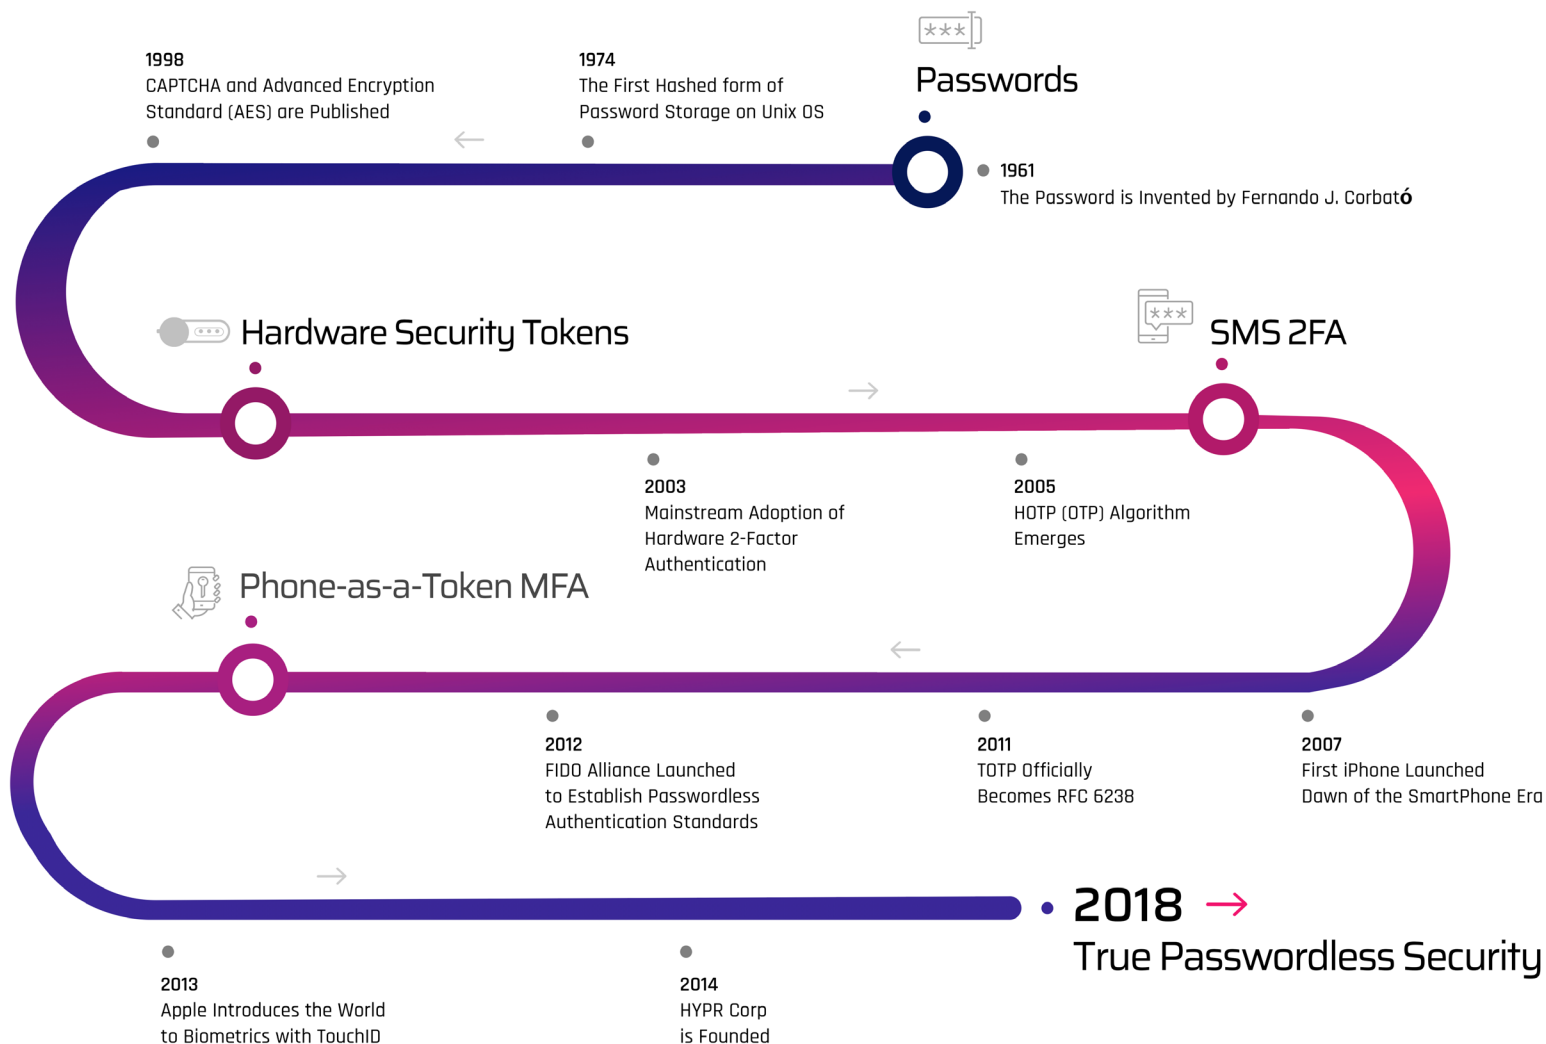 ***
Passwords
1961
The Password is Invented by Fernando J. Corbató
1974
The First Hashed form of
Password Storage on Unix OS
1998
CAPTCHA and Advanced Encryption
Standard (AES) are Published
Hardware Security Tokens
***
SMS 2FA
2003
Mainstream Adoption of
Hardware 2-Factor
Authentication
2005
HOTP (OTP) Algorithm
Emerges
Phone-as-a-Token MFA
2007
First iPhone Launched
Dawn of the SmartPhone Era
2011
TOTP Officially
Becomes RFC 6238
2012
FIDO Alliance Launched
to Establish Passwordless
Authentication Standards
2013
Apple Introduces the World
to Biometrics with TouchID
2014
HYPR Corp
is Founded
2018
True Passwordless Security